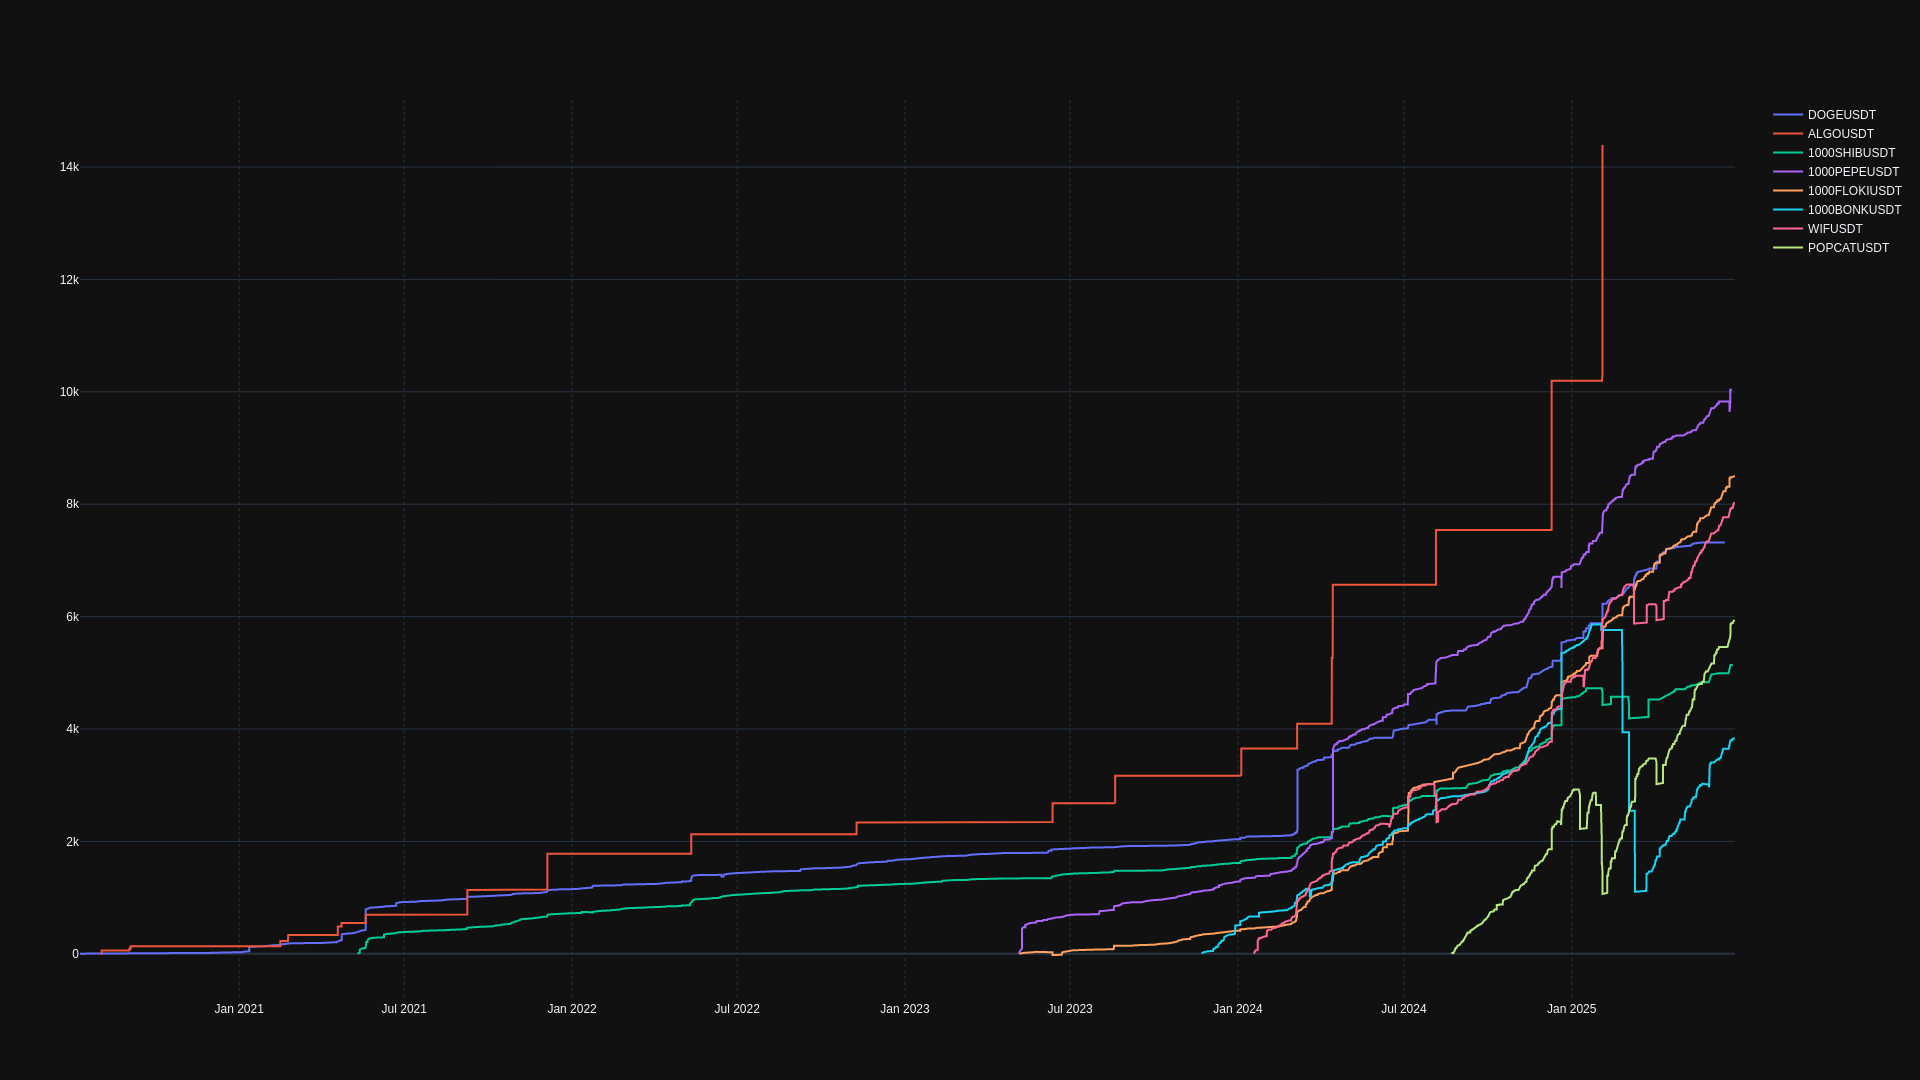 14k
12k
10k
8k
6k
4k
2k
0
Jan 2021
Jul 2021
Jan 2022
Jul 2022
Jan 2023
Jul 2023
Jan 2024
Jul 2024
Jan 2025
DOGEUSDT
ALGOUSDT
1000SHIBUSDT
1000PEPEUSDT
1000FLOKIUSDT
1000BONKUSDT
WIFUSDT
POPCATUSDT